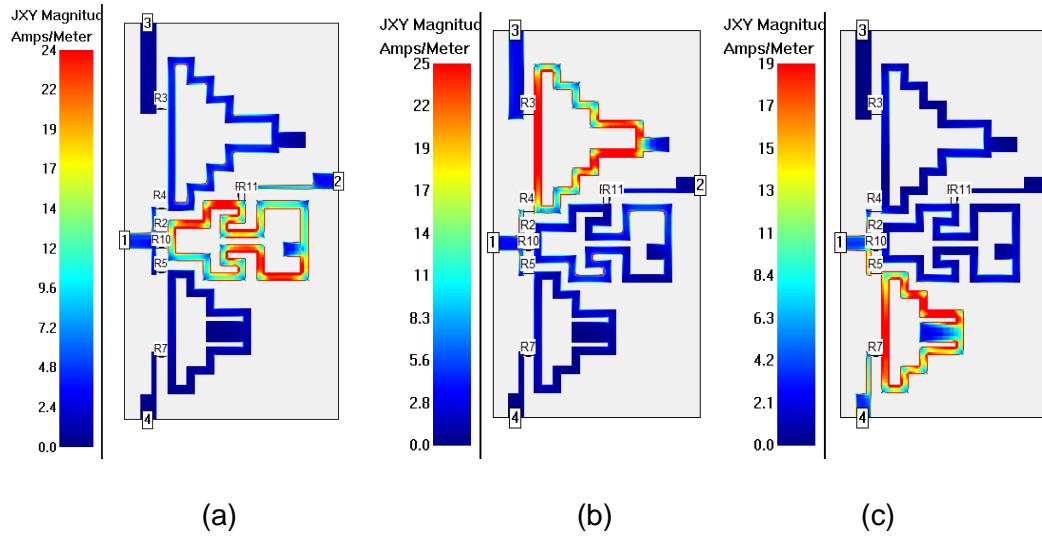 JXY Magnitud
Amps/Meter
24
22
19
17
14
12
9.6
7.2
4.8
2.4
0.0
3
R3
2
R11
R4
R2
1
R10
R5
R7
4
(a)
JXY Magnitud
Amps/Meter
25
22
19
17
14
11
8.3
5.6
2.8
0.0
3
R3
R11
2
R4
R2
1
R10
R5
R7
4
(b)
JXY Magnitud
Amps/Meter
19
17
15
13
11
8.4
6.3
4.2
2.1
0.0
3
R3
R11
R4
R2
1
R10
R5
R7
4
(c)